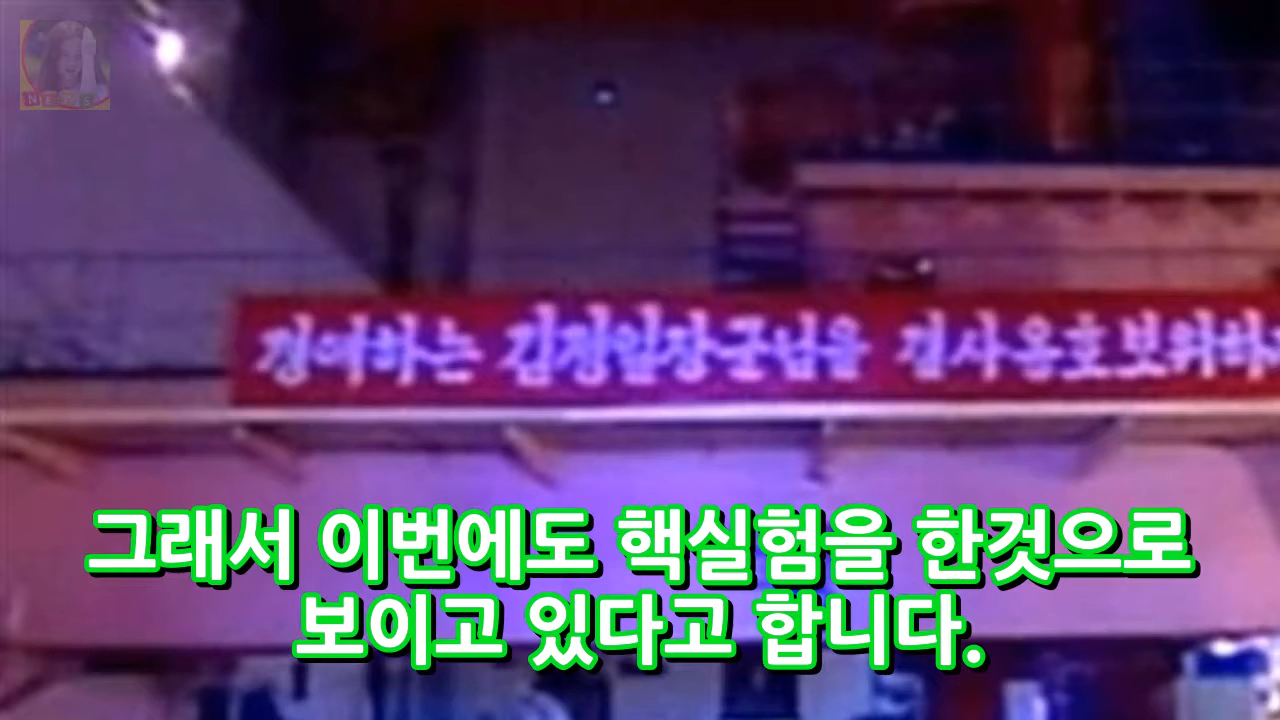 경애하는 김정일장군님을 결사옹호보위하
그래서 이번에도 핵실험을 한것으로
보이고 있다고 합니다.